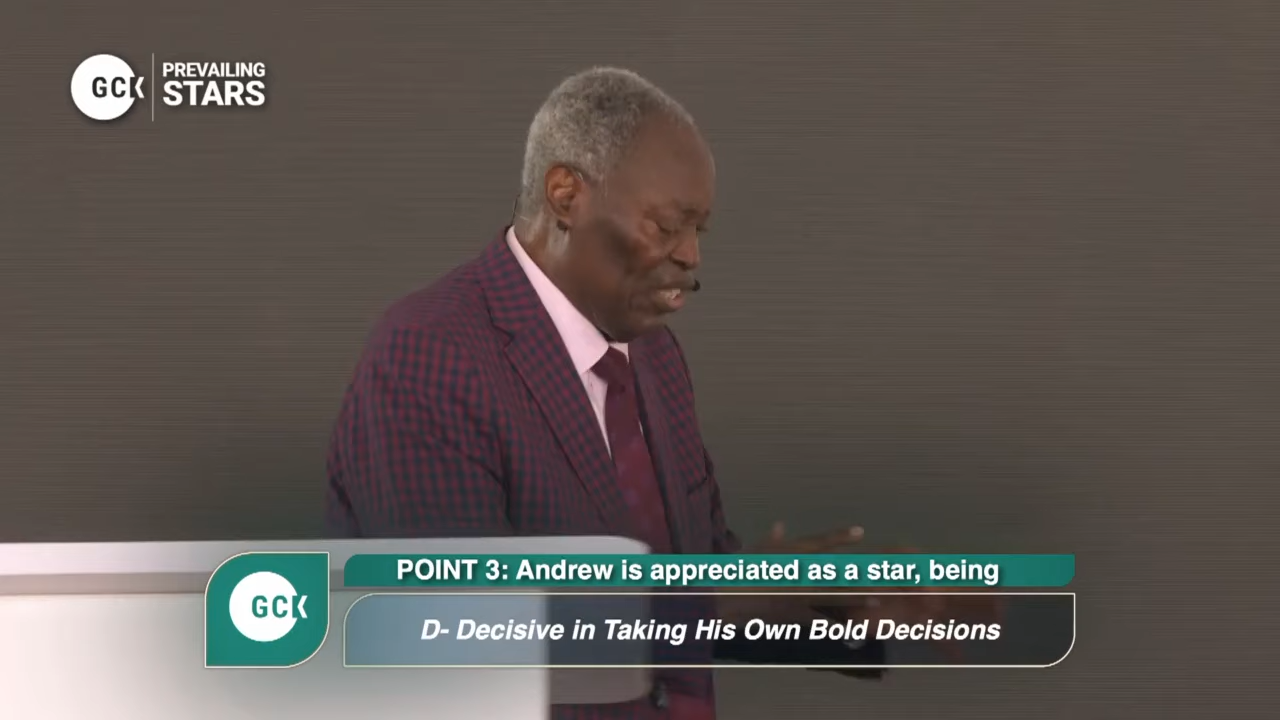 GCK
PREVAILING
STARS
POINT 3: Andrew is appreciated as a star, being
GCK
D- Decisive in Taking His Own Bold Decisions